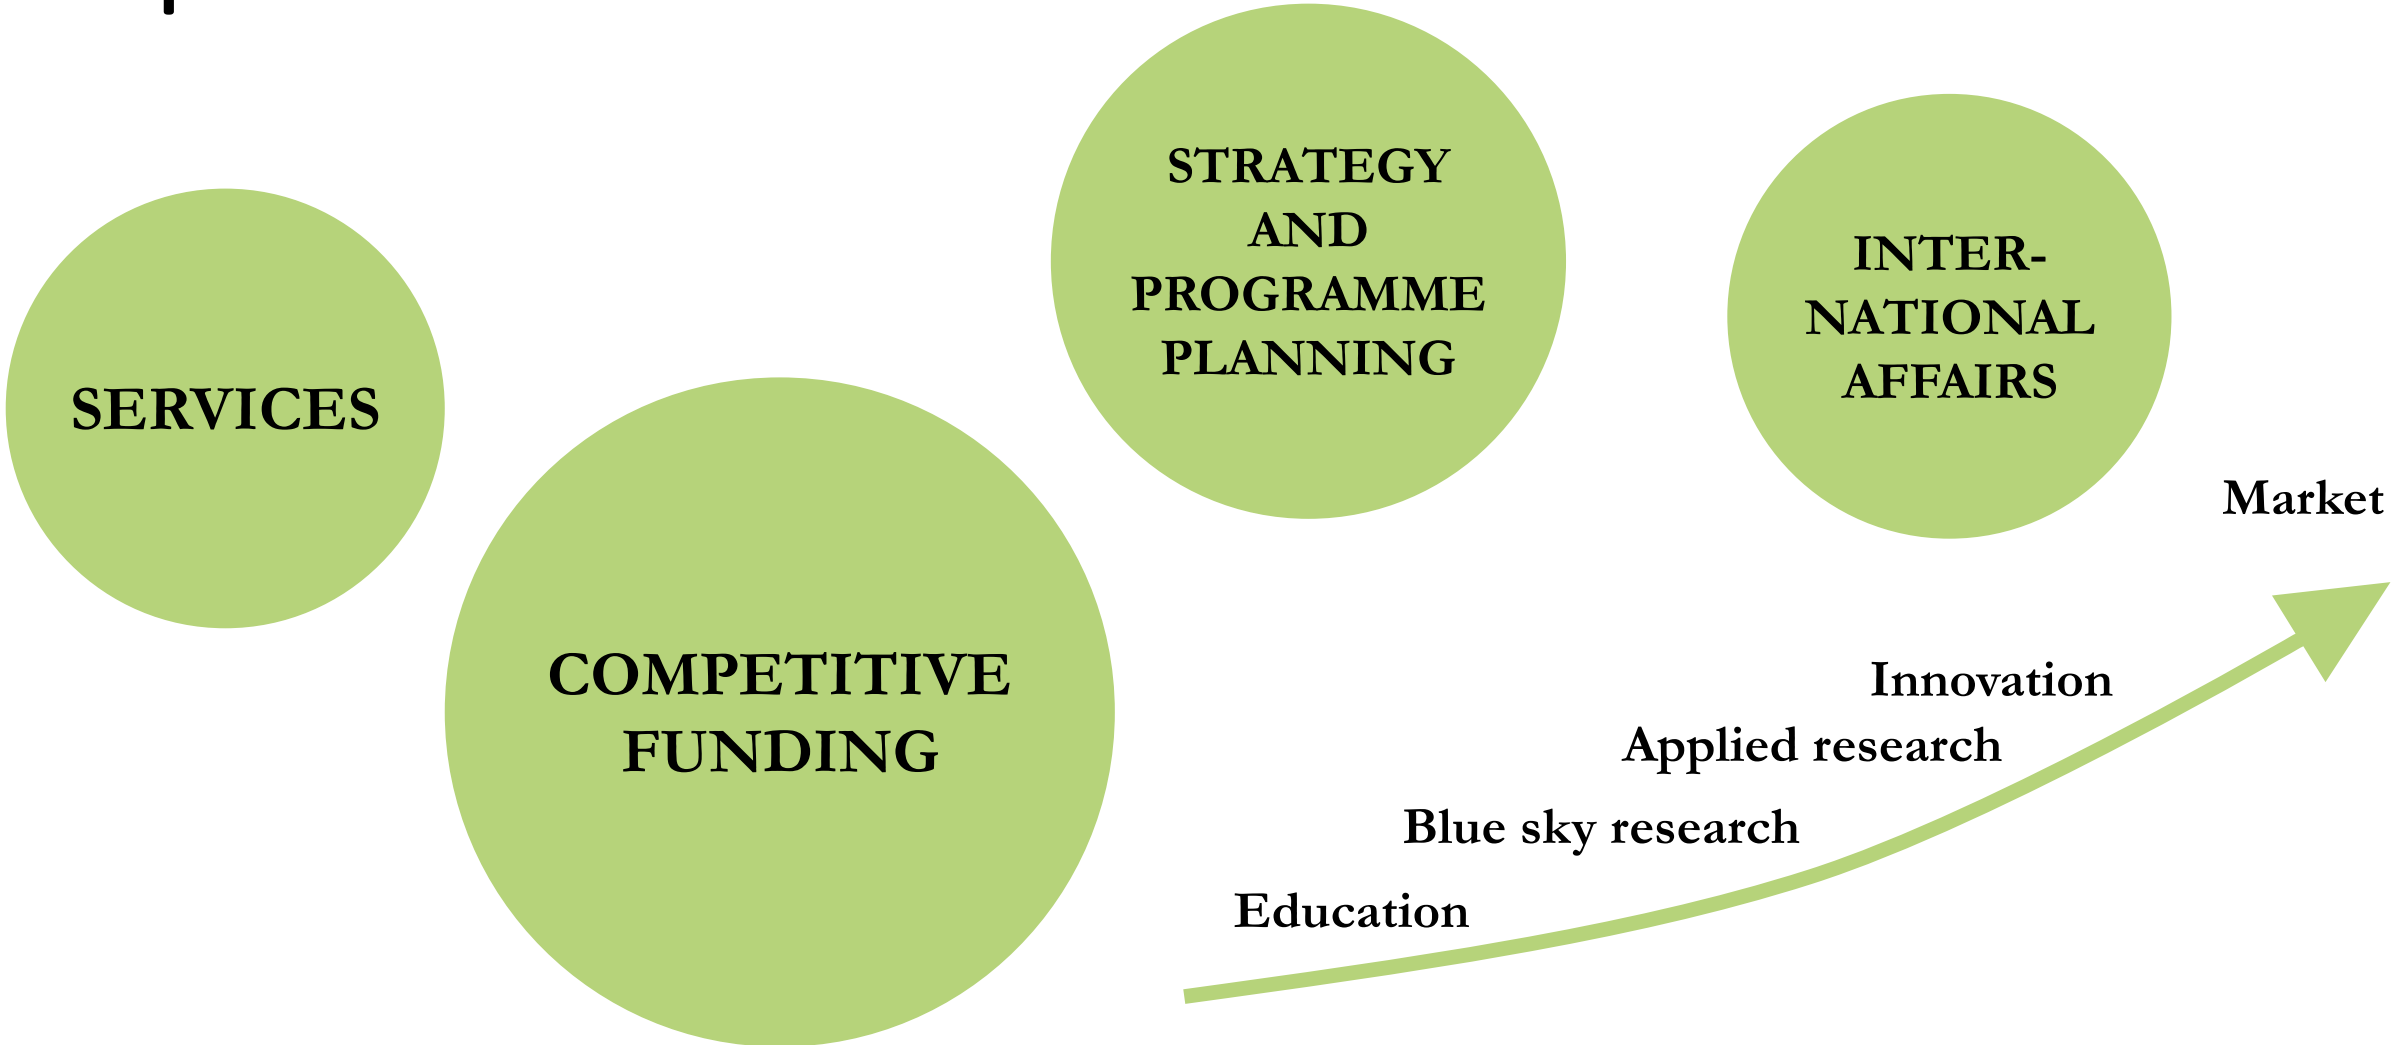 SERVICES
COMPETITIVE
FUNDING
STRATEGY
AND
PROGRAMME
PLANNING
INTER-
NATIONAL
AFFAIRS
Market
Innovation
Applied research
Blue sky research
Education